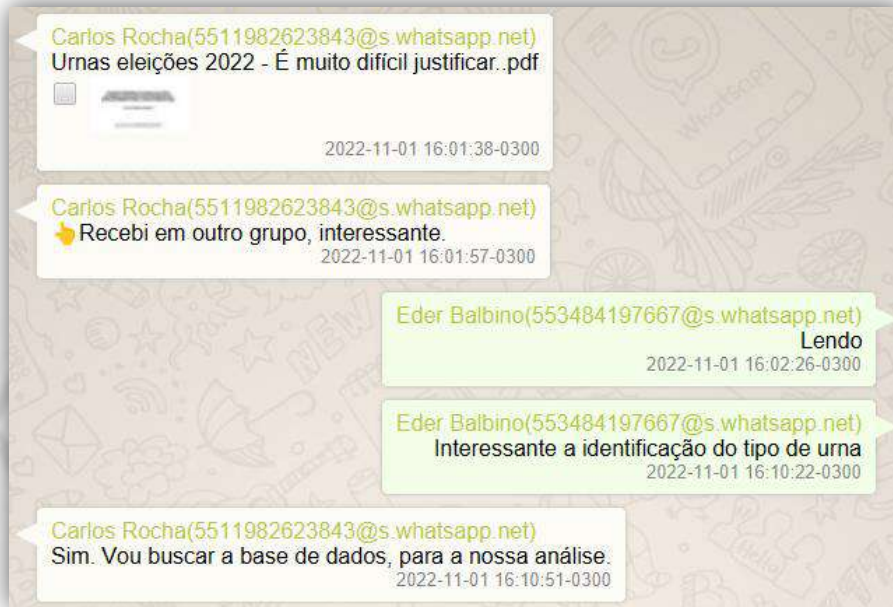 Carlos Rocha(5511982623843@s.whatsapp.net)
Urnas eleições 2022 - É muito difícil justificar..pdf
2022-11-01 16:01:38-0300
Carlos Rocha(5511982623843@s.whatsapp.net)
👆Recebi em outro grupo, interessante.
2022-11-01 16:01:57-0300
Eder Balbino(553484197667@s.whatsapp.net)
Lendo
2022-11-01 16:02:26-0300
Eder Balbino(553484197667@s.whatsapp.net)
Interessante a identificação do tipo de urna
2022-11-01 16:10:22-0300
Carlos Rocha(5511982623843@s.whatsapp.net)
Sim. Vou buscar a base de dados, para a nossa análise.
2022-11-01 16:10:51-0300